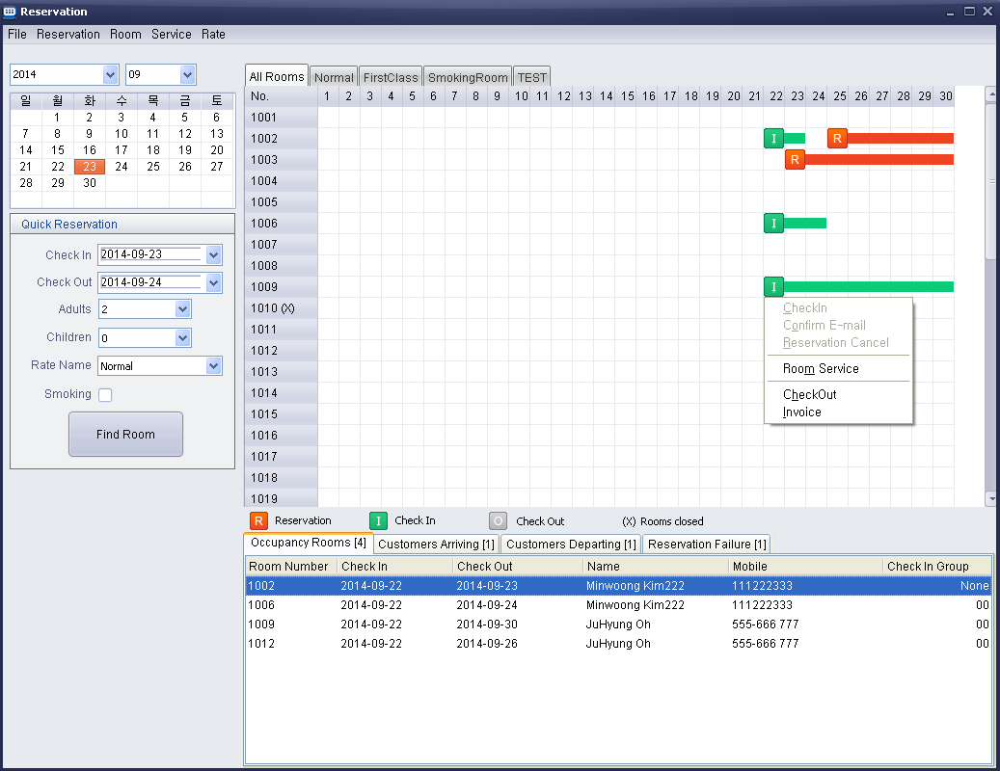 Reservation
File Reservation Room Service Rate
2014 09
일 월 화 수 목 금 토
1 2 3 4 5 6
7 8 9 10 11 12 13
14 15 16 17 18 19 20
21 22 23 24 25 26 27
28 29 30
Quick Reservation
Check In 2014-09-23
Check Out 2014-09-24
Adults 2
Children 0
Rate Name Normal
Smoking
Find Room
All Rooms Normal FirstClass SmokingRoom TEST
No. 1 2 3 4 5 6 7 8 9 10 11 12 13 14 15 16 17 18 19 20 21 22 23 24 25 26 27 28 29 30
1001
1002 I R
1003 R
1004
1005
1006 I
1007
1008
1009 I
1010 (X)
1011
1012
1013
1014
1015
1016
1017
1018
1019
CheckIn
Confirm E-mail
Reservation Cancel
Room Service
CheckOut
Invoice
R Reservation I Check In O Check Out (X) Rooms closed
Occupancy Rooms [4] Customers Arriving [1] Customers Departing [1] Reservation Failure [1]
Room Number Check In Check Out Name Mobile Check In Group
1002 2014-09-22 2014-09-23 Minwoong Kim222 111222333 None
1006 2014-09-22 2014-09-24 Minwoong Kim222 111222333 00
1009 2014-09-22 2014-09-30 JuHyung Oh 555-666 777 00
1012 2014-09-22 2014-09-26 JuHyung Oh 555-666 777 00